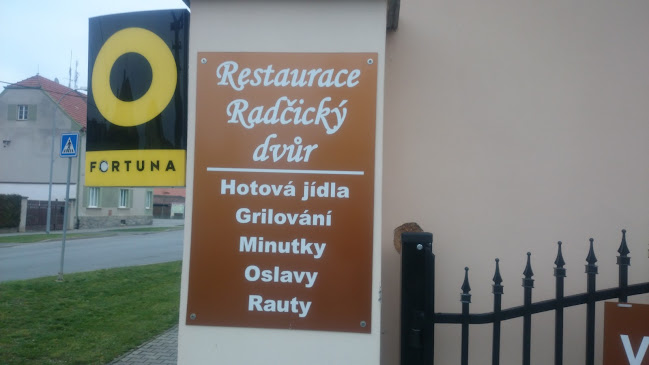 FORTUNA
Restaurace
Radčický
dvůr
Hotová jídla
Grilování
Minutky
Oslavy
Rauty
V